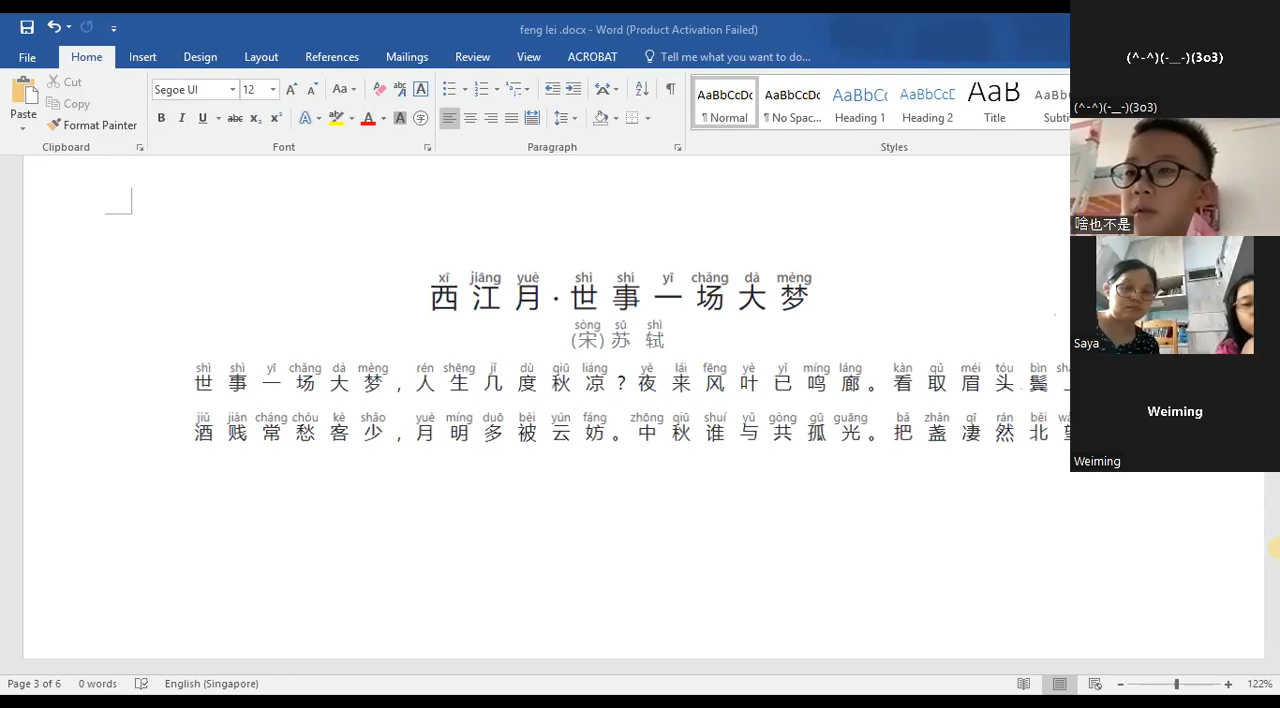 feng lei .docx - Word (Product Activation Failed)
File Home Insert Design Layout References Mailings Review View ACROBAT Tell me what you want to do...
Paste
Cut
Copy
Format Painter
Segoe UI 12
AaBbCcDc AaBbCcDc AaBbCc AaBbCcD AaB AaBbC
¶ Normal ¶ No Spac... Heading 1 Heading 2 Title Subti
Clipboard Font Paragraph Styles
xī jiāng yuè shì shì yī chǎng dà mèng
西江月·世事一场大梦
sòng sū shì
(宋)苏轼
shì shì yī chǎng dà mèng rén shēng jǐ dù qiū liáng yè lái fēng yè yǐ míng láng kàn qǔ méi tóu bìn
世事一场大梦,人生几度秋凉?夜来风叶已鸣廊。看取眉头鬓
jiǔ jiàn cháng chóu kè shǎo yuè míng duō bèi yún fáng zhōng qiū shuí yǔ gòng gū guāng bǎ zhǎn qī rán běi
酒贱常愁客少,月明多被云妨。中秋谁与共孤光。把盏凄然北
(^-^)(-__-)(3o3)
(^-^)(-__-)(3o3)
啥也不是
Saya
Weiming
Weiming
Page 3 of 6 0 words English (Singapore) 122%